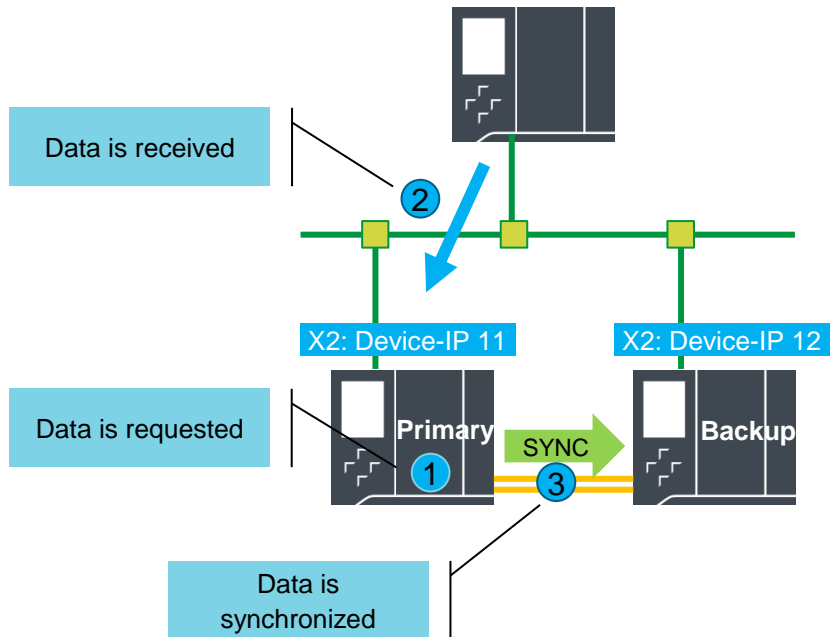 Data is received
2
X2: Device-IP 11
X2: Device-IP 12
Data is requested
Primary
1
SYNC
3
Backup
Data is
synchronized